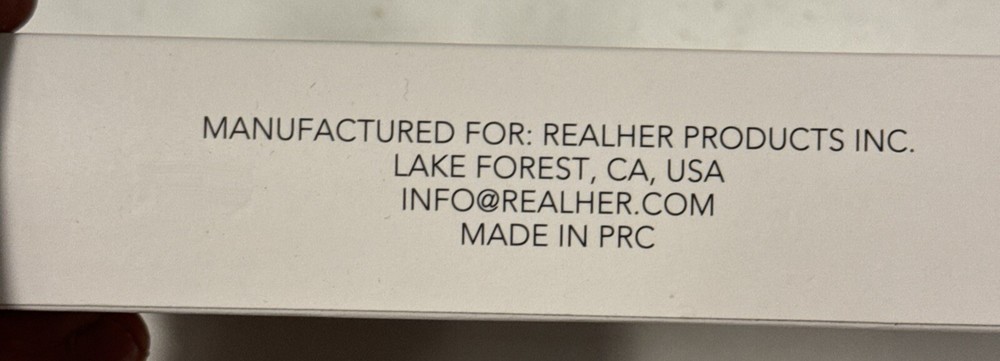 MANUFACTURED FOR: REALHER PRODUCTS INC.
LAKE FOREST, CA, USA
INFO@REALHER.COM
MADE IN PRC